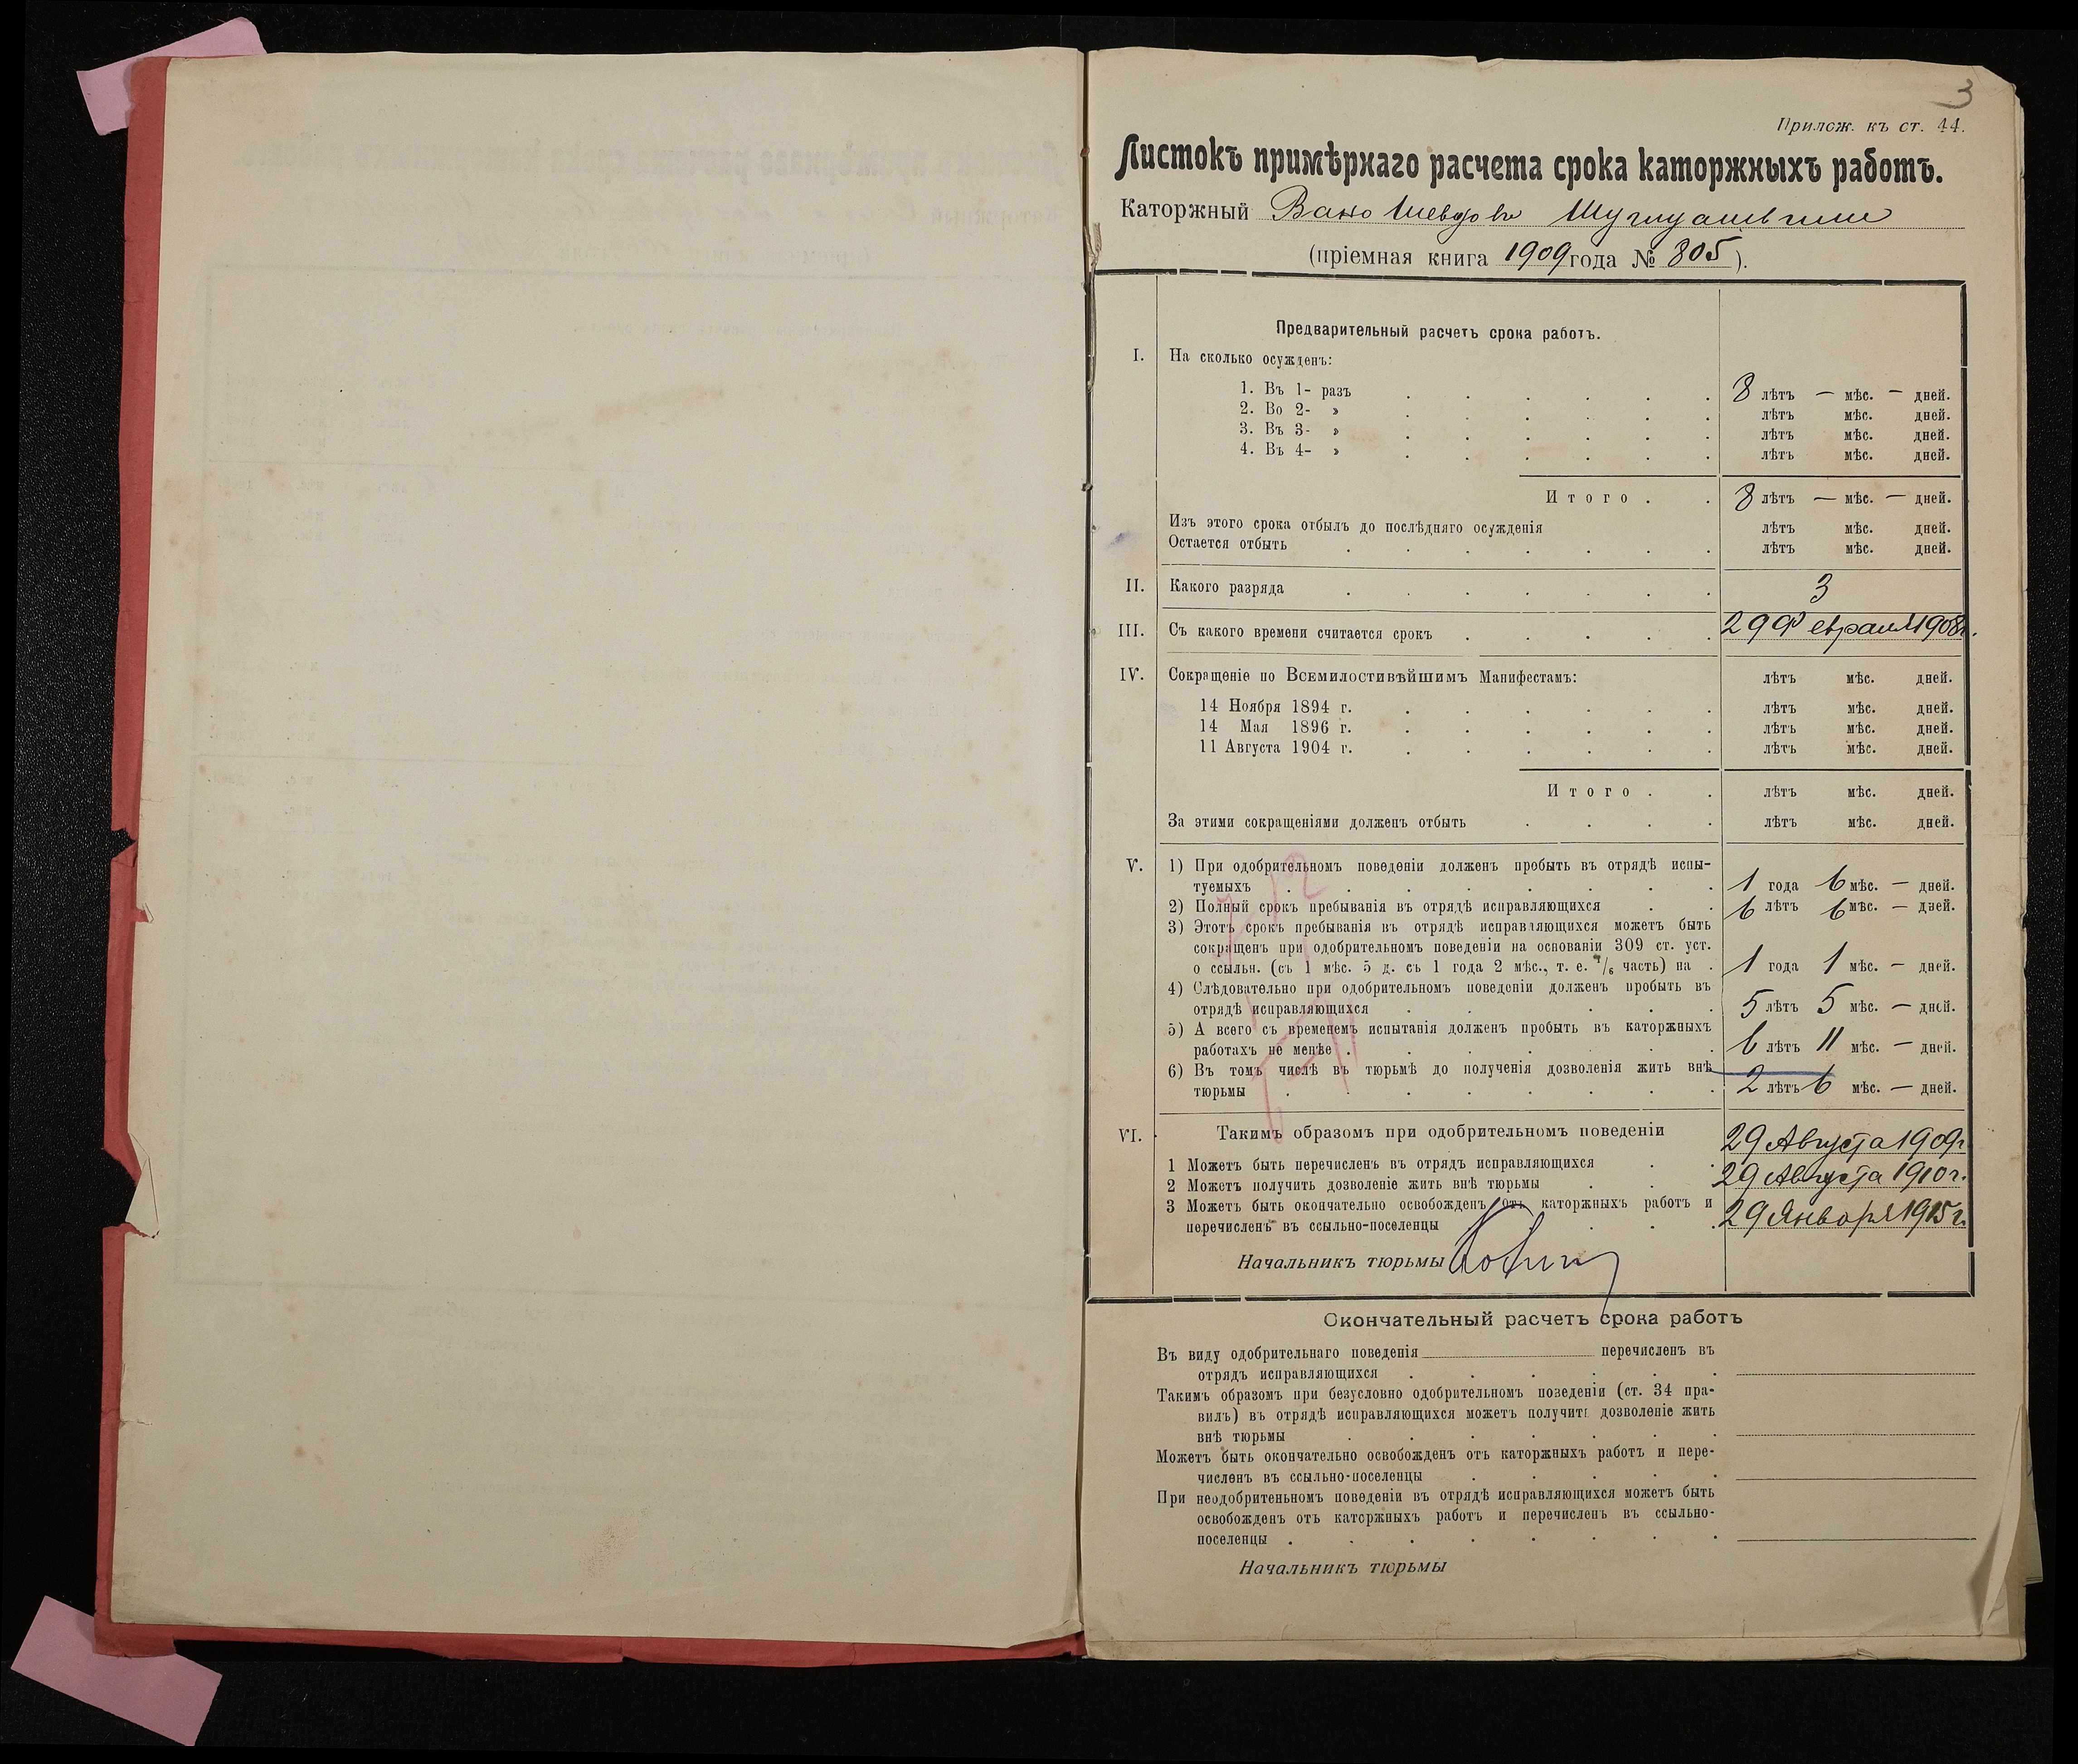 3
Прилож. къ ст. 44.
Листокъ примѣрнаго расчета срока каторжныхъ работъ.
Каторжный Вано
(пріемная книга 1909 года № 805).
Предварительный расчетъ срока работъ.
I. На сколько осужденъ:
1. Въ 1- разъ . . . . . . 8 лѣтъ — мѣс. — дней.
2. Во 2- » . . . . . . лѣтъ мѣс. дней.
3. Въ 3- » . . . . . . лѣтъ мѣс. дней.
4. Въ 4- » . . . . . . лѣтъ мѣс. дней.
Итого . . 8 лѣтъ — мѣс. — дней.
Изъ этого срока отбылъ до послѣдняго осужденія лѣтъ мѣс. дней.
Остается отбыть . . . . . . . лѣтъ мѣс. дней.
II. Какого разряда . . . . . . . 3
III. Съ какого времени считается срокъ . . . . . 29 Февраля 1908 г.
IV. Сокращеніе по Всемилостивѣйшимъ Манифестамъ: лѣтъ мѣс. дней.
14 Ноября 1894 г. . . . . . . лѣтъ мѣс. дней.
14 Мая 1896 г. . . . . . . лѣтъ мѣс. дней.
11 Августа 1904 г. . . . . . . лѣтъ мѣс. дней.
Итого . . лѣтъ мѣс. дней.
За этими сокращеніями долженъ отбыть . . . . лѣтъ мѣс. дней.
V. 1) При одобрительномъ поведеніи долженъ пробыть въ отрядѣ испы-
туемыхъ . . . . . . . . 1 года 6 мѣс. — дней.
2) Полный срокъ пребыванія въ отрядѣ исправляющихся . . 6 лѣтъ 6 мѣс. — дней.
3) Этотъ срокъ пребыванія въ отрядѣ исправляющихся можетъ быть
сокращенъ при одобрительномъ поведеніи на основаніи 309 ст. уст.
о ссыльн. (съ 1 мѣс. 5 д. съ 1 года 2 мѣс., т. е. 1/6 часть) на . 1 года 1 мѣс. — дней.
4) Слѣдовательно при одобрительномъ поведеніи долженъ пробыть въ
отрядѣ исправляющихся . . . . . . 5 лѣтъ 5 мѣс. — дней.
5) А всего съ временемъ испытанія долженъ пробыть въ каторжныхъ
работахъ не менѣе . . . . . . . 6 лѣтъ 11 мѣс. — дней.
6) Въ томъ числѣ въ тюрьмѣ до полученія дозволенія жить внѣ
тюрьмы . . . . . . . . 2 лѣтъ 6 мѣс. — дней.
VI. Такимъ образомъ при одобрительномъ поведеніи
1 Можетъ быть перечисленъ въ отрядъ исправляющихся . . 29 Августа 1909 г.
2 Можетъ получить дозволеніе жить внѣ тюрьмы . . 29 Августа 1910 г.
3 Можетъ быть окончательно освобожденъ отъ каторжныхъ работъ и
перечисленъ въ ссыльно-поселенцы . . . . . 29 Января 1915 г.
Начальникъ тюрьмы
Окончательный расчетъ срока работъ
Въ виду одобрительнаго поведенія перечисленъ въ
отрядъ исправляющихся . . . . . .
Такимъ образомъ при безусловно одобрительномъ поведеніи (ст. 34 пра-
вилъ) въ отрядѣ исправляющихся можетъ получить дозволеніе жить
внѣ тюрьмы . . . . . . .
Можетъ быть окончательно освобожденъ отъ каторжныхъ работъ и пере-
численъ въ ссыльно-поселенцы . . . . .
При неодобритеньномъ поведеніи въ отрядѣ исправляющихся можетъ быть
освобожденъ отъ каторжныхъ работъ и перечисленъ въ ссыльно-
поселенцы . . . . . . . .
Начальникъ тюрьмы